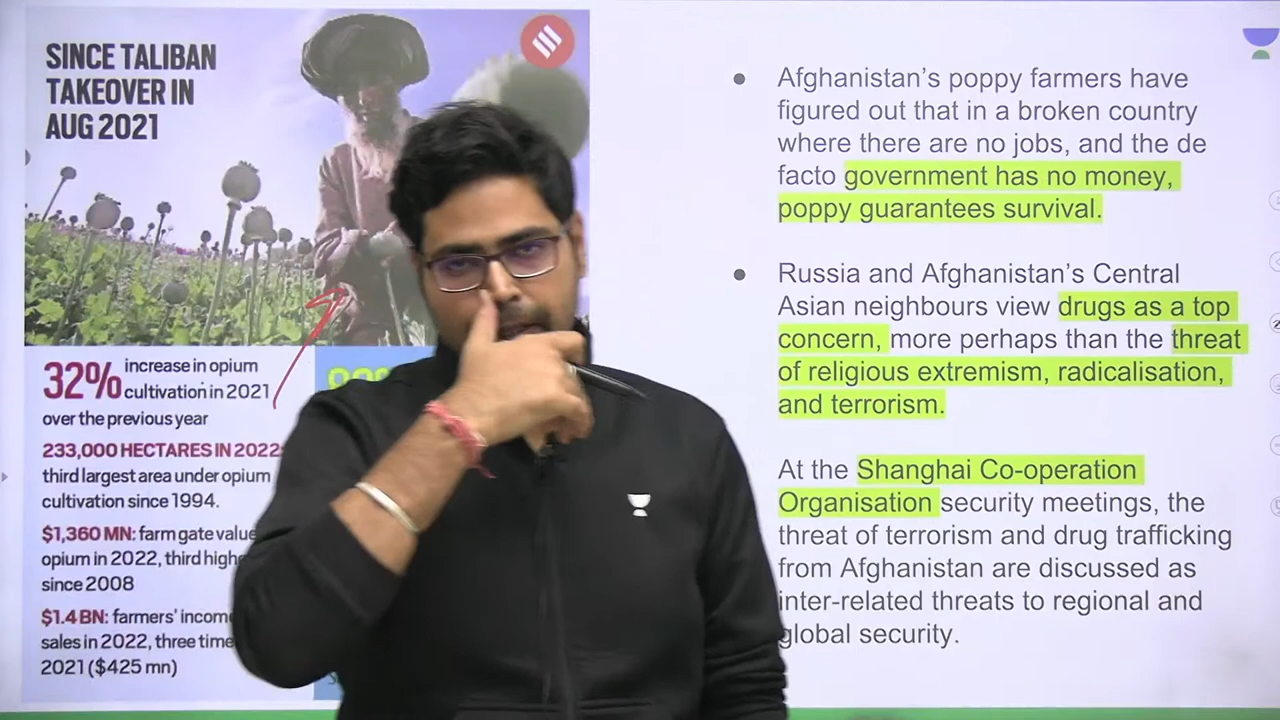 SINCE TALIBAN
TAKEOVER IN
AUG 2021
32% increase in opium
cultivation in 2021
over the previous year
233,000 HECTARES IN 2022:
third largest area under opium
cultivation since 1994.
$1,360 MN: farm gate value
opium in 2022, third high
since 2008
$1.4 BN: farmers' income
sales in 2022, three time
2021 ($425 mn)
• Afghanistan's poppy farmers have
figured out that in a broken country
where there are no jobs, and the de
facto government has no money,
poppy guarantees survival.
• Russia and Afghanistan's Central
Asian neighbours view drugs as a top
concern, more perhaps than the threat
of religious extremism, radicalisation,
and terrorism.
At the Shanghai Co-operation
Organisation security meetings, the
threat of terrorism and drug trafficking
from Afghanistan are discussed as
inter-related threats to regional and
global security.